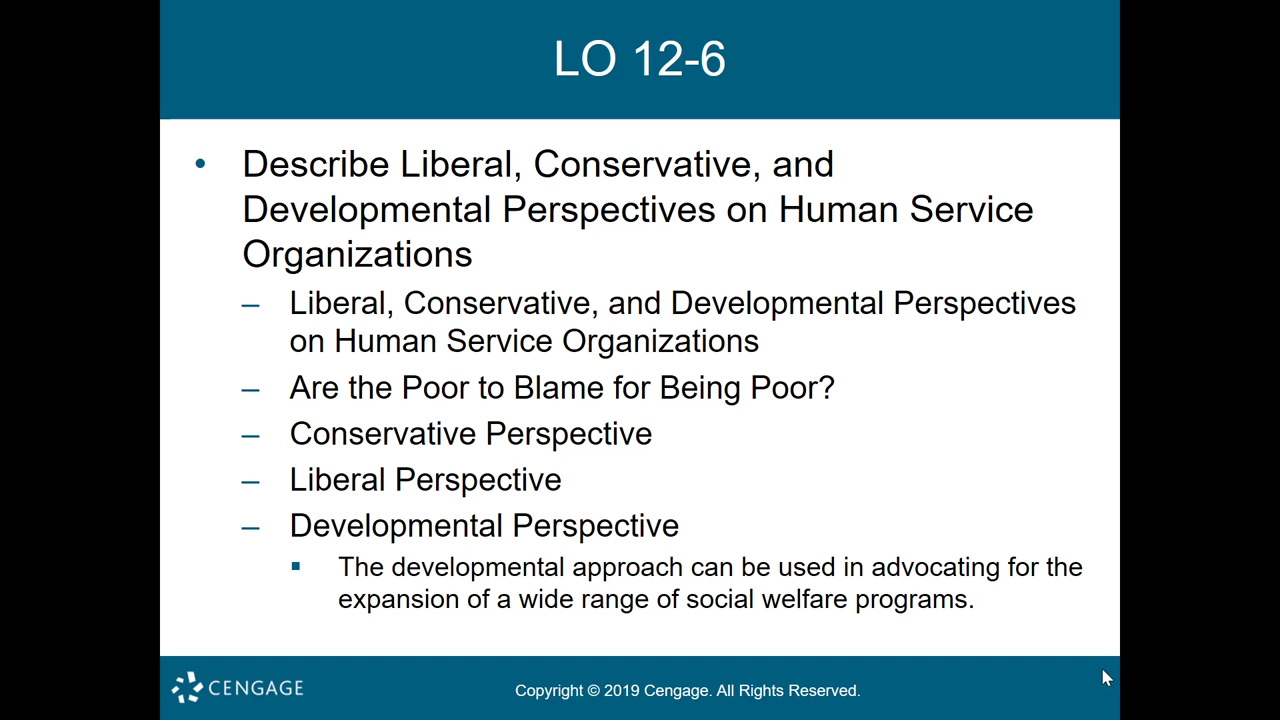 LO 12-6
• Describe Liberal, Conservative, and
Developmental Perspectives on Human Service
Organizations
– Liberal, Conservative, and Developmental Perspectives
on Human Service Organizations
– Are the Poor to Blame for Being Poor?
– Conservative Perspective
– Liberal Perspective
– Developmental Perspective
▪ The developmental approach can be used in advocating for the
expansion of a wide range of social welfare programs.
CENGAGE
Copyright © 2019 Cengage. All Rights Reserved.